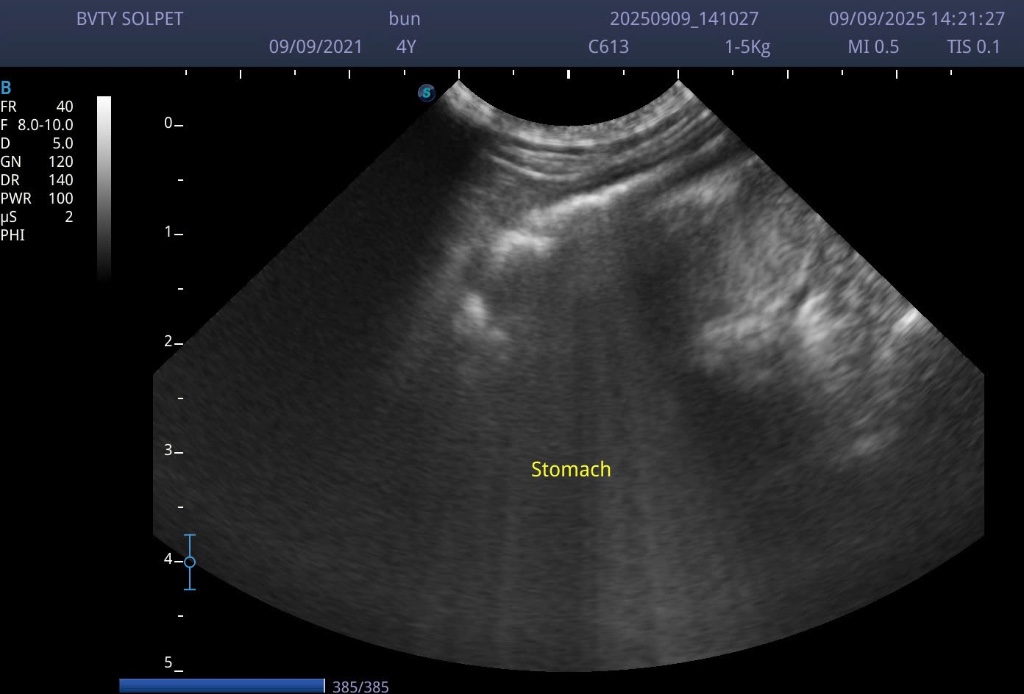 BVTY SOLPET bun 20250909_141027 09/09/2025 14:21:27
09/09/2021 4Y C613 1-5Kg MI 0.5 TIS 0.1
B
FR 40
F 8.0-10.0
D 5.0
GN 120
DR 140
PWR 100
µS 2
PHI
S
0
1
2
3
4
5
Stomach
385/385